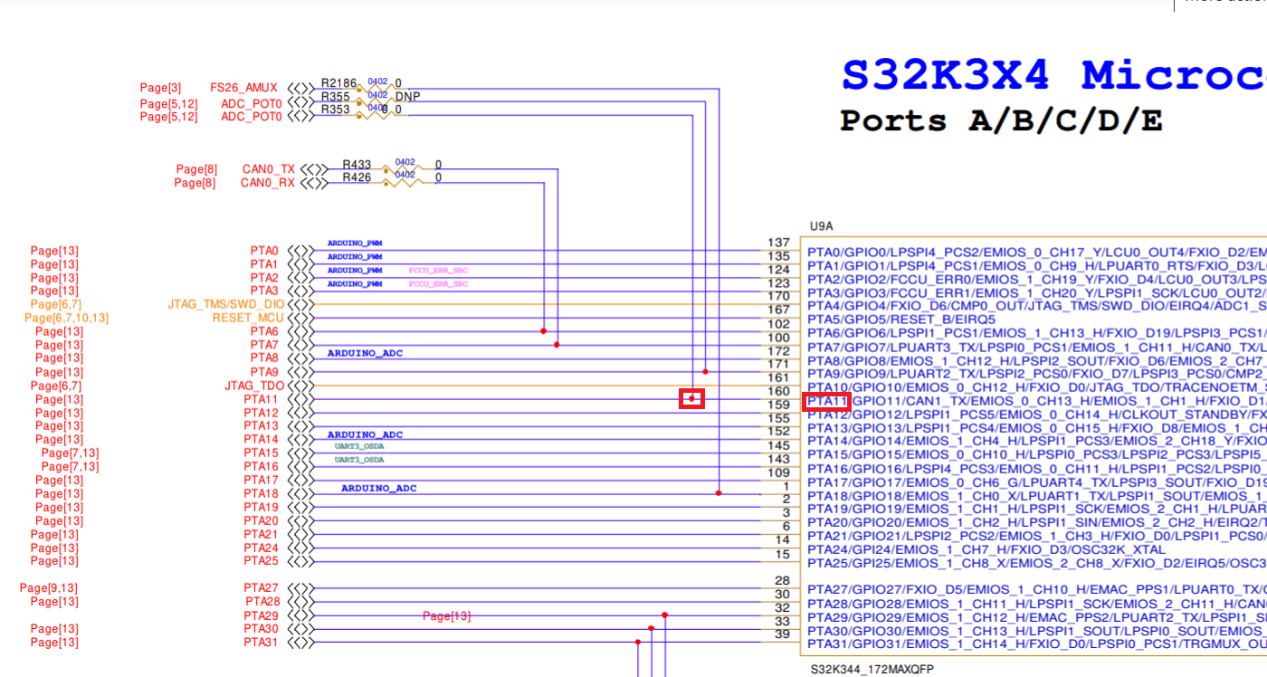 S32K3X4 Microc
Ports A/B/C/D/E
Page[3] FS26_AMUX R2186 0402 0
Page[5,12] ADC_POT0 R355 0402 DNP
Page[5,12] ADC_POT0 R353 0402 0
Page[8] CAN0_TX R433 0402 0
Page[8] CAN0_RX R426 0402 0
U9A
Page[13] PTA0 ARDUINO_PWM 137 PTA0/GPIO0/LPSPI4_PCS2/EMIOS_0_CH17_Y/LCU0_OUT4/FXIO_D2/EM
Page[13] PTA1 ARDUINO_PWM 135 PTA1/GPIO1/LPSPI4_PCS1/EMIOS_0_CH9_H/LPUART0_RTS/FXIO_D3/L
Page[13] PTA2 ARDUINO_PWM FCCU_ERR_SBC 124 PTA2/GPIO2/FCCU_ERR0/EMIOS_1_CH19_Y/FXIO_D4/LCU0_OUT3/LPS
Page[13] PTA3 ARDUINO_PWM FCCU_ERR_SBC 123 PTA3/GPIO3/FCCU_ERR1/EMIOS_1_CH20_Y/LPSPI1_SCK/LCU0_OUT2/
Page[6,7] JTAG_TMS/SWD_DIO 170 PTA4/GPIO4/FXIO_D6/CMP0_OUT/JTAG_TMS/SWD_DIO/EIRQ4/ADC1_S
Page[6,7,10,13] RESET_MCU 167 PTA5/GPIO5/RESET_B/EIRQ5
Page[13] PTA6 102 PTA6/GPIO6/LPSPI1_PCS1/EMIOS_1_CH13_H/FXIO_D19/LPSPI3_PCS1/
Page[13] PTA7 100 PTA7/GPIO7/LPUART3_TX/LPSPI0_PCS1/EMIOS_1_CH11_H/CAN0_TX/L
Page[13] PTA8 ARDUINO_ADC 172 PTA8/GPIO8/EMIOS_1_CH12_H/LPSPI2_SOUT/FXIO_D6/EMIOS_2_CH7_
Page[13] PTA9 171 PTA9/GPIO9/LPUART2_TX/LPSPI2_PCS0/FXIO_D7/LPSPI3_PCS0/CMP2_
Page[6,7] JTAG_TDO 161 PTA10/GPIO10/EMIOS_0_CH12_H/FXIO_D0/JTAG_TDO/TRACENOETM_
Page[13] PTA11 160 PTA11/GPIO11/CAN1_TX/EMIOS_0_CH13_H/EMIOS_1_CH1_H/FXIO_D1/
Page[13] PTA12 159 PTA12/GPIO12/LPSPI1_PCS5/EMIOS_0_CH14_H/CLKOUT_STANDBY/FX
Page[13] PTA13 155 PTA13/GPIO13/LPSPI1_PCS4/EMIOS_0_CH15_H/FXIO_D8/EMIOS_1_CH
Page[13] PTA14 ARDUINO_ADC 152 PTA14/GPIO14/EMIOS_1_CH4_H/LPSPI1_PCS3/EMIOS_2_CH18_Y/FXIO
Page[7,13] PTA15 UART3_OSDA 145 PTA15/GPIO15/EMIOS_0_CH10_H/LPSPI0_PCS3/LPSPI2_PCS3/LPSPI5_
Page[7,13] PTA16 UART3_OSDA 143 PTA16/GPIO16/LPSPI4_PCS3/EMIOS_0_CH11_H/LPSPI1_PCS2/LPSPI0_
Page[13] PTA17 109 PTA17/GPIO17/EMIOS_0_CH6_G/LPUART4_TX/LPSPI3_SOUT/FXIO_D19
Page[13] PTA18 ARDUINO_ADC 1 PTA18/GPIO18/EMIOS_1_CH0_X/LPUART1_TX/LPSPI1_SOUT/EMIOS_1_
Page[13] PTA19 2 PTA19/GPIO19/EMIOS_1_CH1_H/LPSPI1_SCK/EMIOS_2_CH1_H/LPUAR
Page[13] PTA20 3 PTA20/GPIO20/EMIOS_1_CH2_H/LPSPI1_SIN/EMIOS_2_CH2_H/EIRQ2/T
Page[13] PTA21 6 PTA21/GPIO21/LPSPI2_PCS2/EMIOS_1_CH3_H/FXIO_D0/LPSPI1_PCS0/
Page[13] PTA24 14 PTA24/GPI24/EMIOS_1_CH7_H/FXIO_D3/OSC32K_XTAL
Page[13] PTA25 15 PTA25/GPI25/EMIOS_1_CH8_X/EMIOS_2_CH8_X/FXIO_D2/EIRQ5/OSC3
Page[9,13] PTA27 28 PTA27/GPIO27/FXIO_D5/EMIOS_1_CH10_H/EMAC_PPS1/LPUART0_TX/
Page[13] PTA28 30 PTA28/GPIO28/EMIOS_1_CH11_H/LPSPI1_SCK/EMIOS_2_CH11_H/CAN
PTA29 Page[13] 32 PTA29/GPIO29/EMIOS_1_CH12_H/EMAC_PPS2/LPUART2_TX/LPSPI1_S
Page[13] PTA30 33 PTA30/GPIO30/EMIOS_1_CH13_H/LPSPI1_SOUT/LPSPI0_SOUT/EMIOS_
Page[13] PTA31 39 PTA31/GPIO31/EMIOS_1_CH14_H/FXIO_D0/LPSPI0_PCS1/TRGMUX_OU
S32K344_172MAXQFP